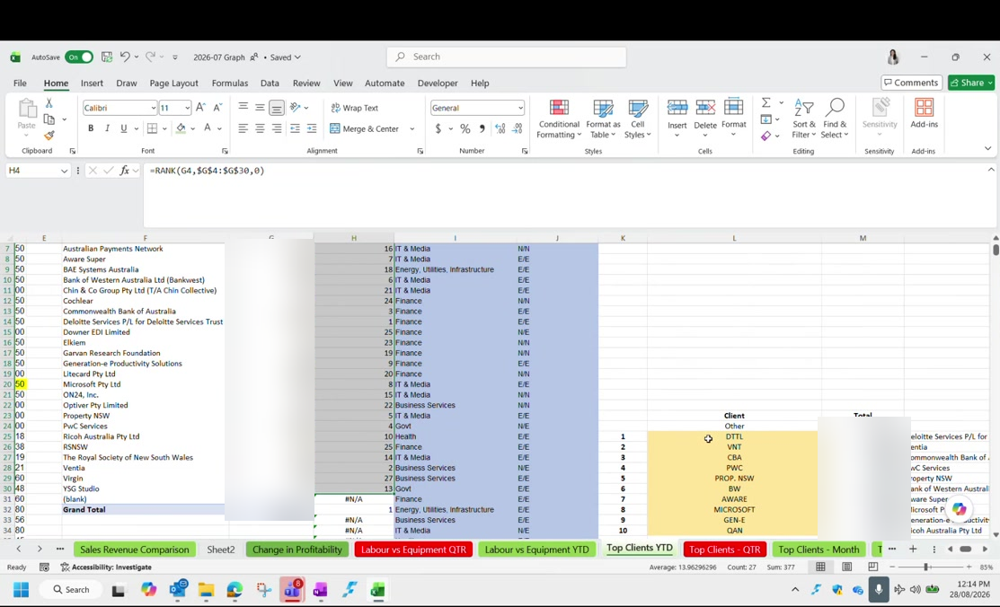 AutoSave On 2026-07 Graph • Saved Search
File Home Insert Draw Page Layout Formulas Data Review View Automate Developer Help Comments Share
Paste Calibri 11 Wrap Text General Conditional Formatting Format as Table Cell Styles Insert Delete Format Sort & Filter Find & Select Sensitivity Add-ins
B I U Merge & Center $ % 9
Clipboard Font Alignment Number Styles Cells Editing Sensitivity Add-ins
H4 fx =RANK(G4,$G$4:$G$30,0)
E F G H I J K L M
7 50 Australian Payments Network 16 IT & Media N/N
8 50 Aware Super 7 IT & Media E/E
9 50 BAE Systems Australia 18 Energy, Utilities, Infrastructure E/E
10 50 Bank of Western Australia Ltd (Bankwest) 6 IT & Media E/E
11 00 Chin & Co Group Pty Ltd (T/A Chin Collective) 21 IT & Media E/E
12 50 Cochlear 24 Finance N/N
13 50 Commonwealth Bank of Australia 3 Finance E/E
14 50 Deloitte Services P/L for Deloitte Services Trust 1 Finance E/E
15 00 Downer EDI Limited 25 Finance E/E
16 50 Elkiem 23 Finance N/N
17 50 Garvan Research Foundation 19 Finance N/N
18 50 Generation-e Productivity Solutions 9 Finance E/E
19 00 Litecard Pty Ltd 20 Finance N/N
20 50 Microsoft Pty Ltd 8 IT & Media E/E
21 50 ON24, Inc. 15 IT & Media N/N
22 00 Optiver Pty Limited 22 Business Services N/N
23 00 Property NSW 5 IT & Media E/E Client Total
24 00 PwC Services 4 Govt N/E Other
25 18 Ricoh Australia Pty Ltd 10 Health E/E 1 DTTL eloitte Services P/L for
26 38 RSNSW 25 Finance E/E 2 VNT entia
27 19 The Royal Society of New South Wales 14 IT & Media E/E 3 CBA ommonwealth Bank of
28 21 Ventia 2 Business Services N/E 4 PWC wC Services
29 60 Virgin 27 Business Services E/E 5 PROP. NSW operty NSW
30 48 YSG Studio 13 Govt E/E 6 BW ank of Western Austral
31 60 (blank) #N/A Finance E/E 7 AWARE ware Super
32 80 Grand Total 1 Energy, Utilities, Infrastructure E/E 8 MICROSOFT icrosoft P
33 56 #N/A Business Services E/E 9 GEN-E eneration-e
34 80 #N/A IT & Media E/E 10 QAN icoh Australia Pty Ltd
Sales Revenue Comparison Sheet2 Change in Profitability Labour vs Equipment QTR Labour vs Equipment YTD Top Clients YTD Top Clients - QTR Top Clients - Month
Ready Accessibility: Investigate Average: 13.96296296 Count: 27 Sum: 377 85%
Search 8 12:14 PM
28/08/2026